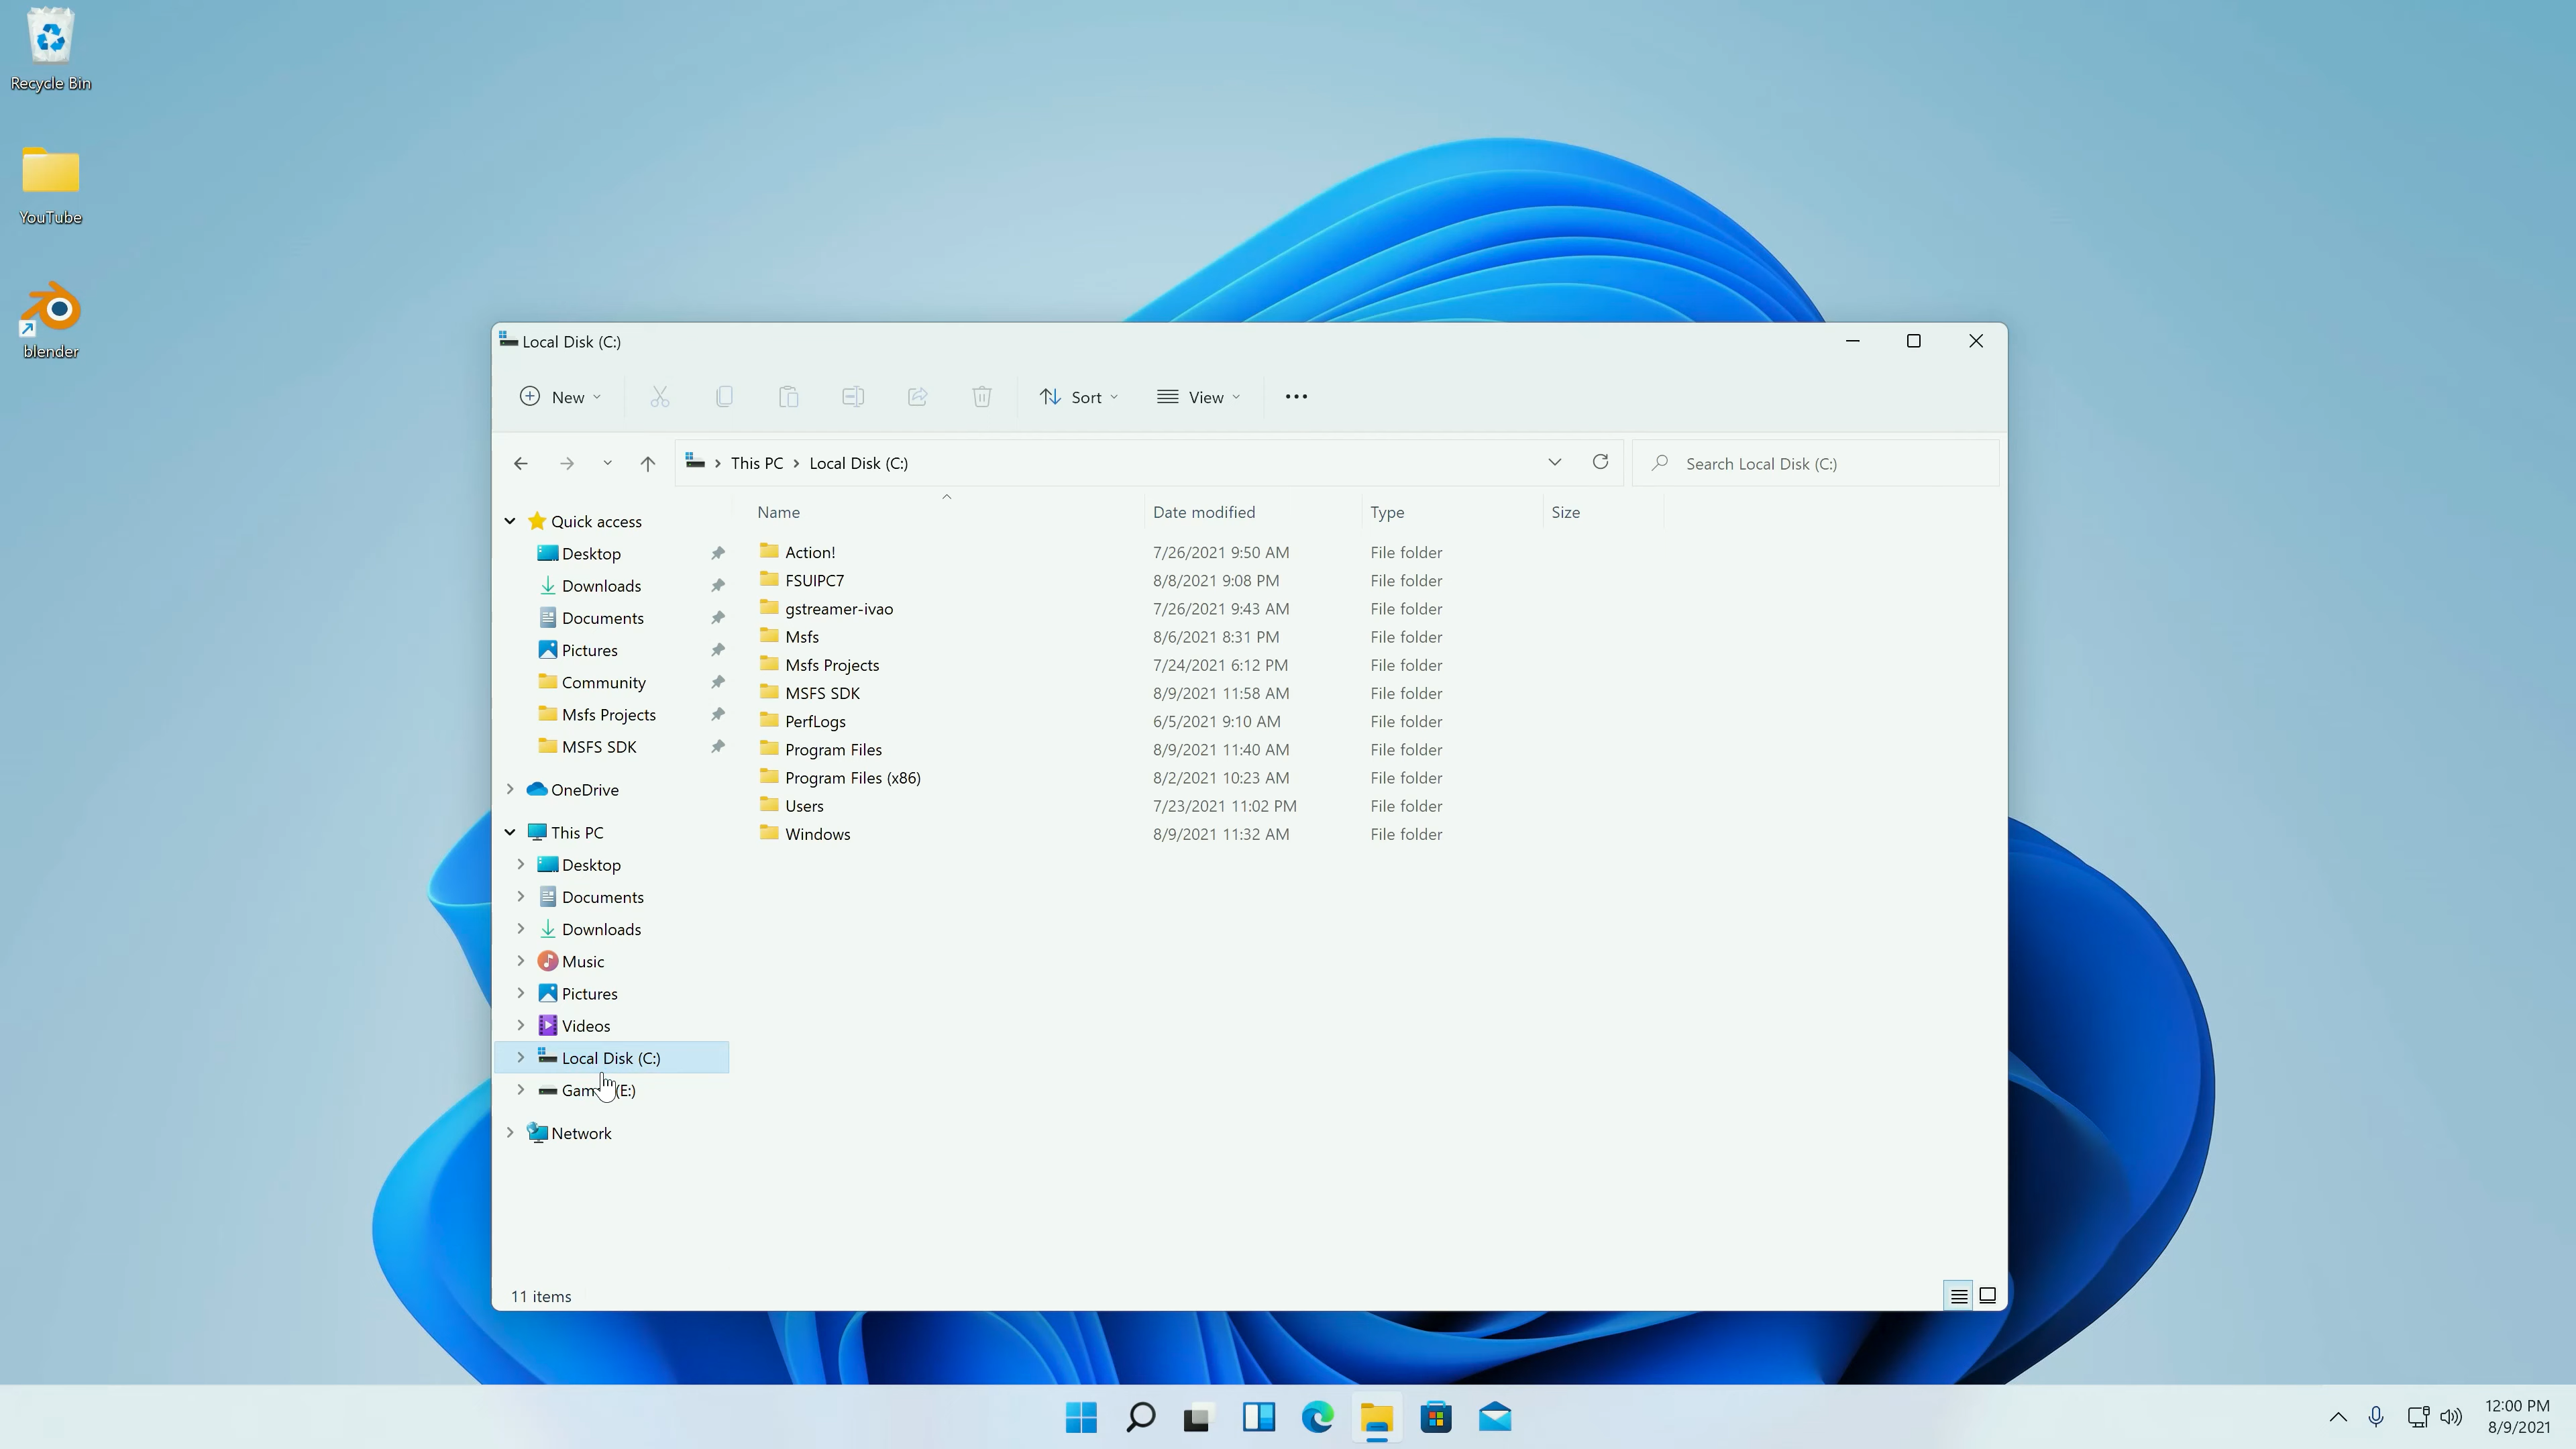 Recycle Bin
YouTube
blender
Local Disk (C:)
New
Sort
View
This PC
Local Disk (C:)
Search Local Disk (C:)
Quick access
Desktop
Downloads
Documents
Pictures
Community
Msfs Projects
MSFS SDK
OneDrive
This PC
Desktop
Documents
Downloads
Music
Pictures
Videos
Local Disk (C:)
(E:)
Network
Name Date modified Type Size
Action! 7/26/2021 9:50 AM File folder
FSUIPC7 8/8/2021 9:08 PM File folder
gstreamer-ivao 7/26/2021 9:43 AM File folder
Msfs 8/6/2021 8:31 PM File folder
Msfs Projects 7/24/2021 6:12 PM File folder
MSFS SDK 8/9/2021 11:58 AM File folder
PerfLogs 6/5/2021 9:10 AM File folder
Program Files 8/9/2021 11:40 AM File folder
Program Files (x86) 8/2/2021 10:23 AM File folder
Users 7/23/2021 11:02 PM File folder
Windows 8/9/2021 11:32 AM File folder
11 items
12:00 PM
8/9/2021